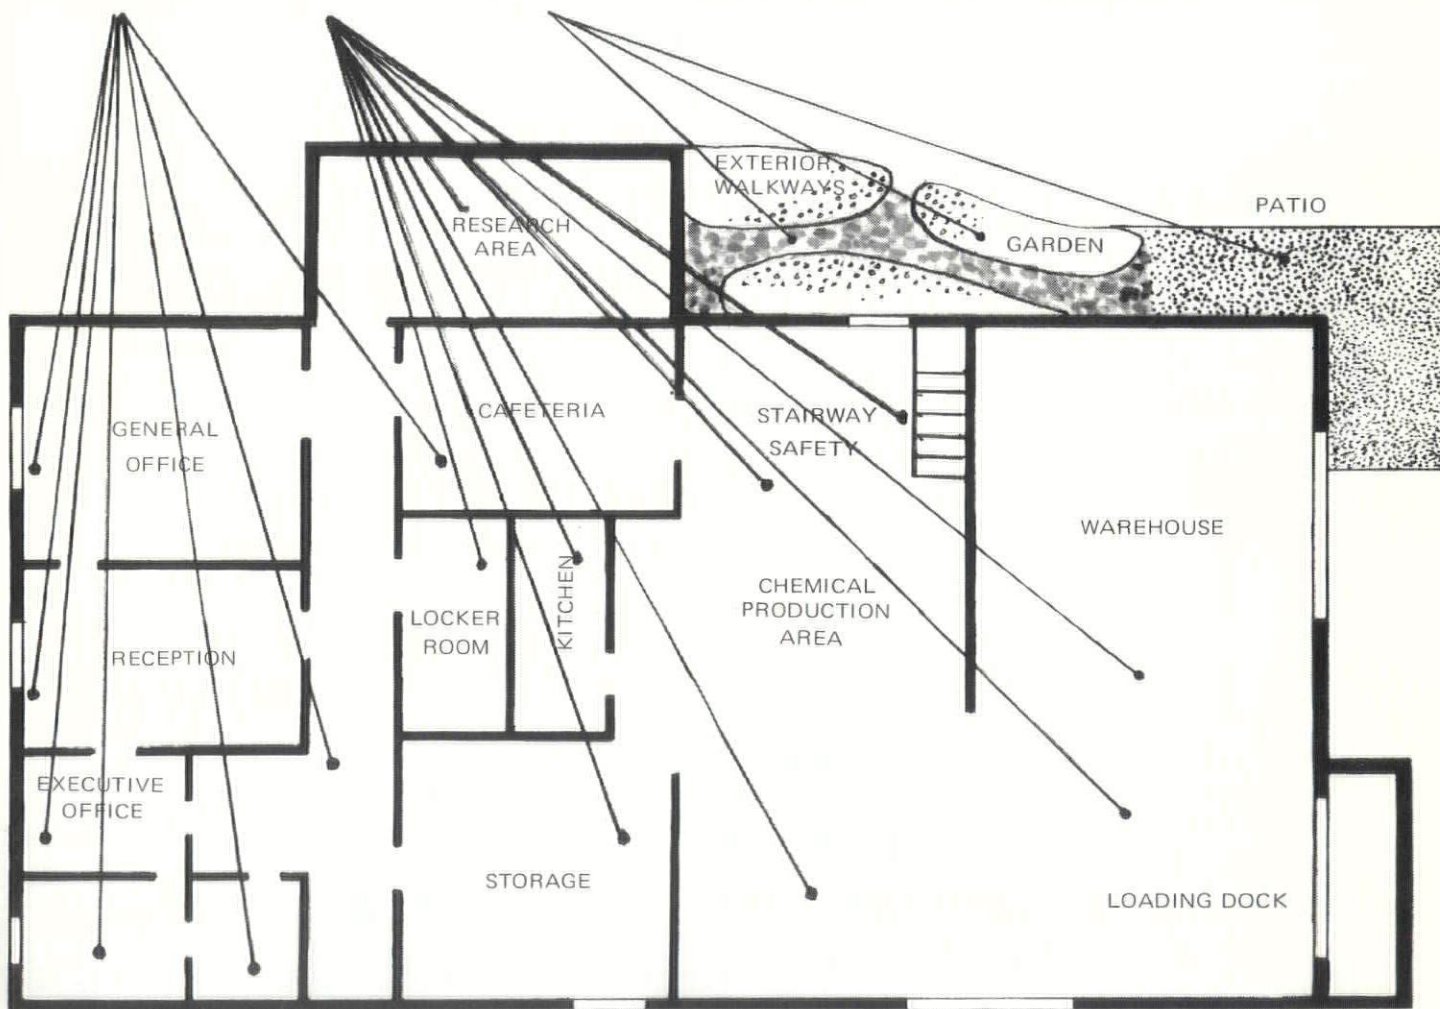 EXTERIOR
WALKWAYS
PATIO
RESEARCH
AREA
GARDEN
GENERAL
OFFICE
CAFETERIA
STAIRWAY
SAFETY
WAREHOUSE
CHEMICAL
PRODUCTION
AREA
LOCKER
ROOM
KITCHEN
RECEPTION
EXECUTIVE
OFFICE
STORAGE
LOADING DOCK